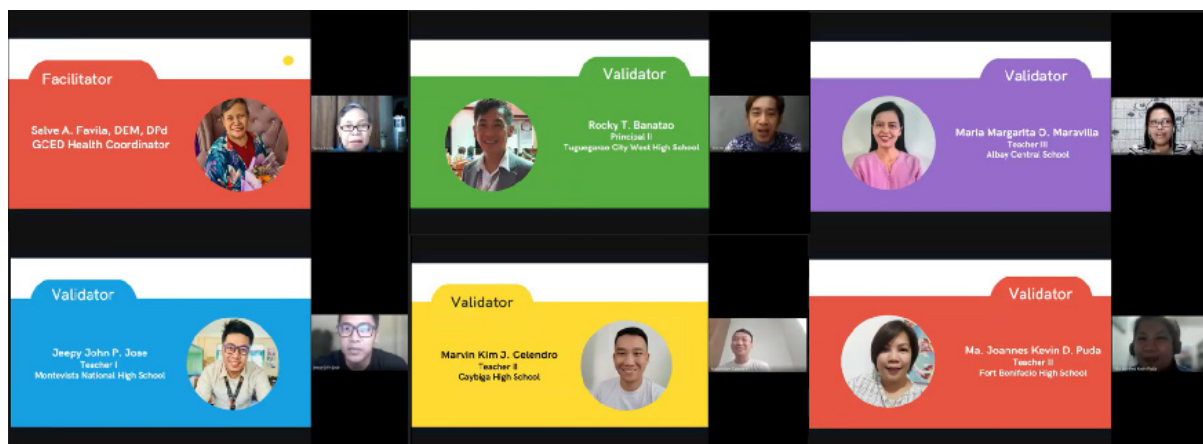 Facilitator
Salve A. Favila, DEM, DPd
GCED Health Coordinator
Validator
Rocky T. Banatao
Principal II
Tuguegarao City West High School
Validator
Maria Margarita O. Maravilla
Teacher III
Albay Central School
Validator
Jeepy John P. Jose
Teacher I
Montevista National High School
Validator
Marvin Kim J. Celendro
Teacher II
Caybiga High School
Validator
Ma. Joannes Kevin D. Puda
Teacher II
Fort Bonifacio High School